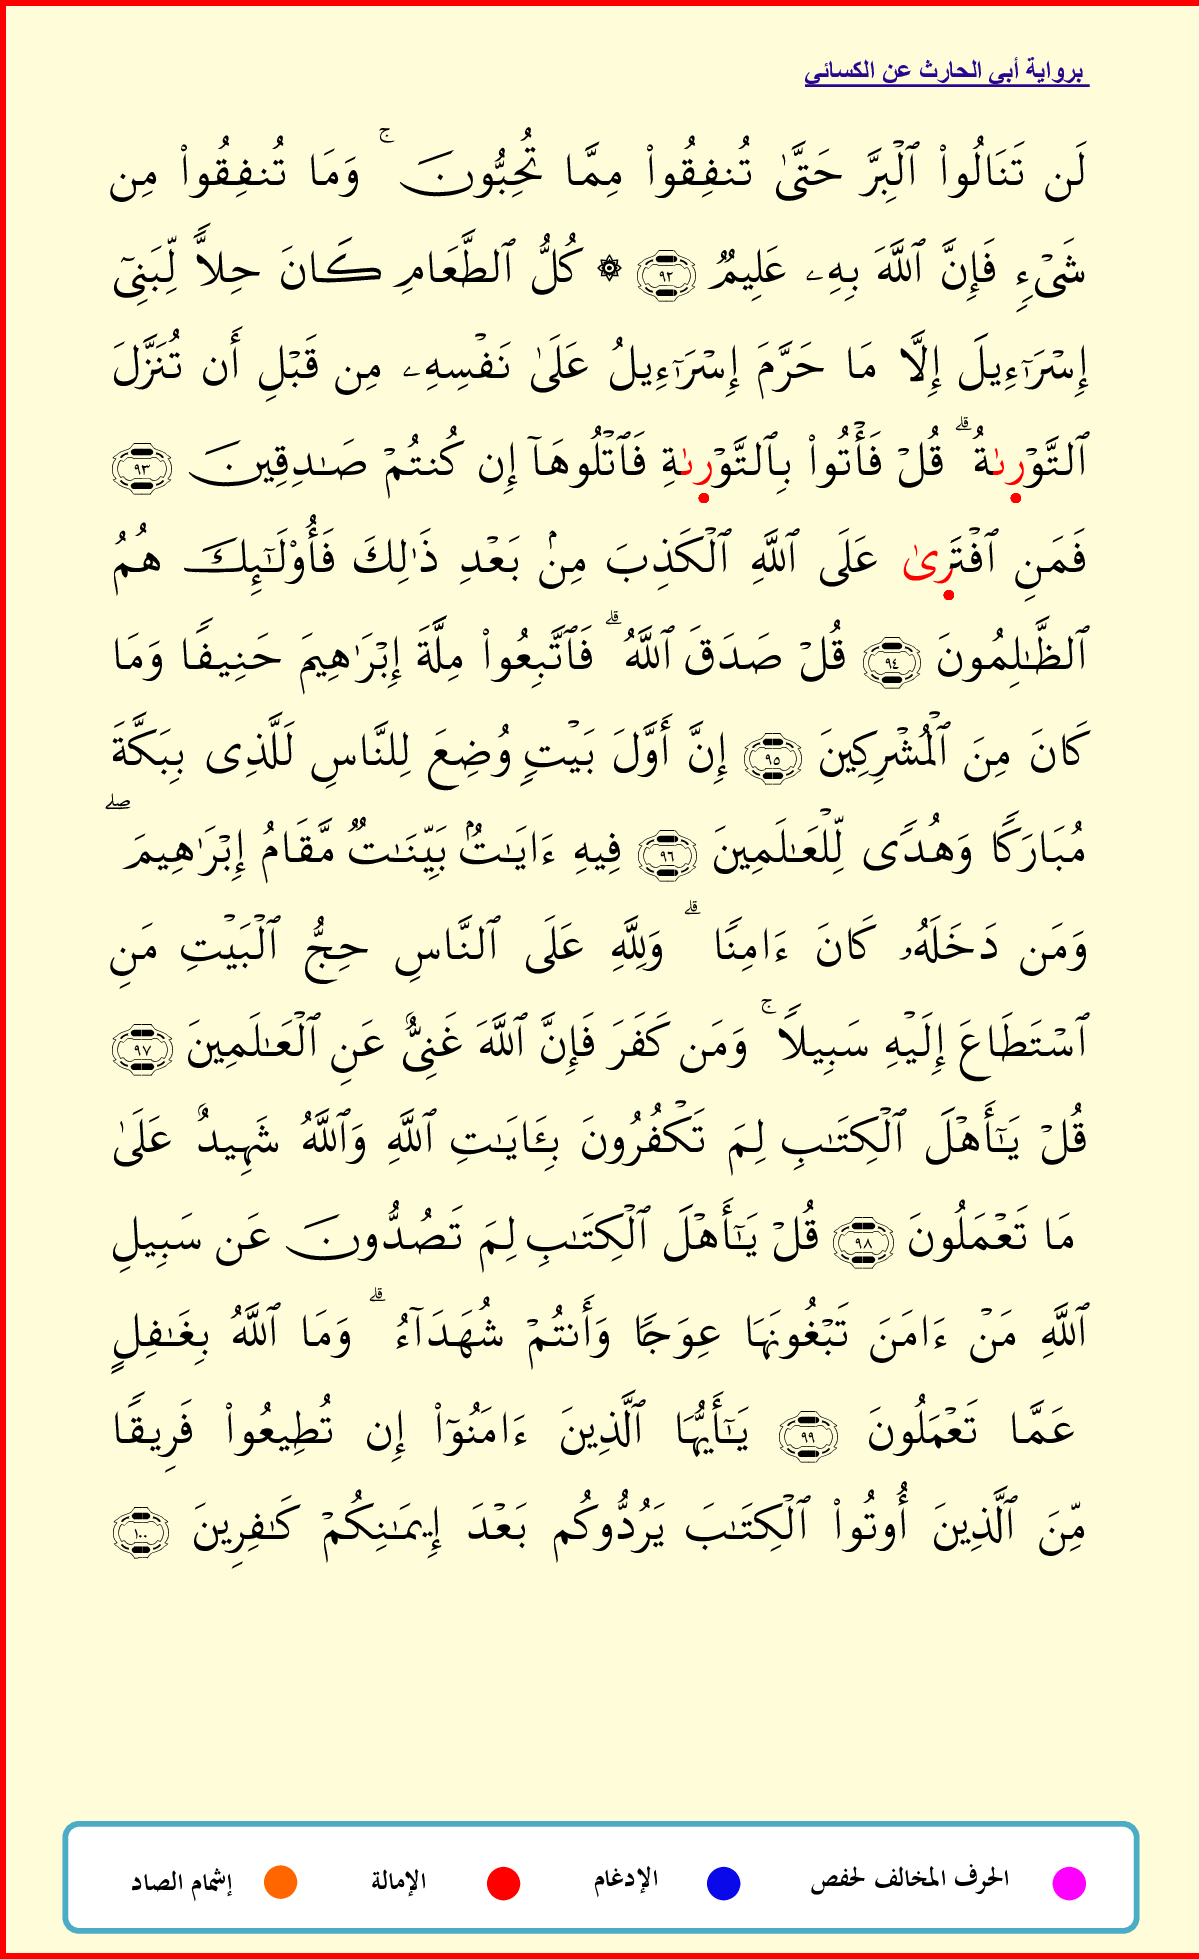 برواية أبي الحارث عن الكسائي
لَن تَنَالُوا۟ ٱلۡبِرَّ حَتَّىٰ تُنفِقُوا۟ مِمَّا تُحِبُّونَۚ وَمَا تُنفِقُوا۟ مِن
شَىۡءٖ فَإِنَّ ٱللَّهَ بِهِۦ عَلِيمٞ ٩٢ ۞ كُلُّ ٱلطَّعَامِ كَانَ حِلّٗا لِّبَنِىٓ
إِسۡرَـٰٓءِيلَ إِلَّا مَا حَرَّمَ إِسۡرَـٰٓءِيلُ عَلَىٰ نَفۡسِهِۦ مِن قَبۡلِ أَن تُنَزَّلَ
ٱلتَّوۡرِىٰةُۗ قُلۡ فَأۡتُوا۟ بِٱلتَّوۡرِىٰةِ فَٱتۡلُوهَآ إِن كُنتُمۡ صَـٰدِقِينَ ٩٣
فَمَنِ ٱفۡتَرِىٰ عَلَى ٱللَّهِ ٱلۡكَذِبَ مِنۢ بَعۡدِ ذَٰلِكَ فَأُو۟لَـٰٓئِكَ هُمُ
ٱلظَّـٰلِمُونَ ٩٤ قُلۡ صَدَقَ ٱللَّهُۗ فَٱتَّبِعُوا۟ مِلَّةَ إِبۡرَٰهِيمَ حَنِيفٗا وَمَا
كَانَ مِنَ ٱلۡمُشۡرِكِينَ ٩٥ إِنَّ أَوَّلَ بَيۡتٖ وُضِعَ لِلنَّاسِ لَلَّذِى بِبَكَّةَ
مُبَارَكٗا وَهُدٗى لِّلۡعَـٰلَمِينَ ٩٦ فِيهِ ءَايَـٰتُۢ بَيِّنَـٰتٞ مَّقَامُ إِبۡرَٰهِيمَۖ
وَمَن دَخَلَهُۥ كَانَ ءَامِنٗاۗ وَلِلَّهِ عَلَى ٱلنَّاسِ حِجُّ ٱلۡبَيۡتِ مَنِ
ٱسۡتَطَاعَ إِلَيۡهِ سَبِيلٗاۚ وَمَن كَفَرَ فَإِنَّ ٱللَّهَ غَنِىٌّ عَنِ ٱلۡعَـٰلَمِينَ ٩٧
قُلۡ يَـٰٓأَهۡلَ ٱلۡكِتَـٰبِ لِمَ تَكۡفُرُونَ بِـَٔايَـٰتِ ٱللَّهِ وَٱللَّهُ شَهِيدٌ عَلَىٰ
مَا تَعۡمَلُونَ ٩٨ قُلۡ يَـٰٓأَهۡلَ ٱلۡكِتَـٰبِ لِمَ تَصُدُّونَ عَن سَبِيلِ
ٱللَّهِ مَنۡ ءَامَنَ تَبۡغُونَهَا عِوَجٗا وَأَنتُمۡ شُهَدَآءُۗ وَمَا ٱللَّهُ بِغَـٰفِلٍ
عَمَّا تَعۡمَلُونَ ٩٩ يَـٰٓأَيُّهَا ٱلَّذِينَ ءَامَنُوٓا۟ إِن تُطِيعُوا۟ فَرِيقٗا
مِّنَ ٱلَّذِينَ أُوتُوا۟ ٱلۡكِتَـٰبَ يَرُدُّوكُم بَعۡدَ إِيمَـٰنِكُمۡ كَـٰفِرِينَ ١٠٠
الحرف المخالف لحفص الإدغام الإمالة إشمام الصاد